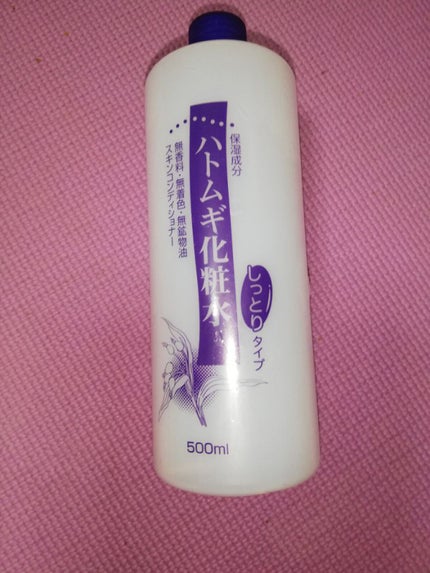 保湿成分
ハトムギ化粧水
無香料・無着色・無鉱物油
スキンコンディショナー
しっとりタイプ
500ml